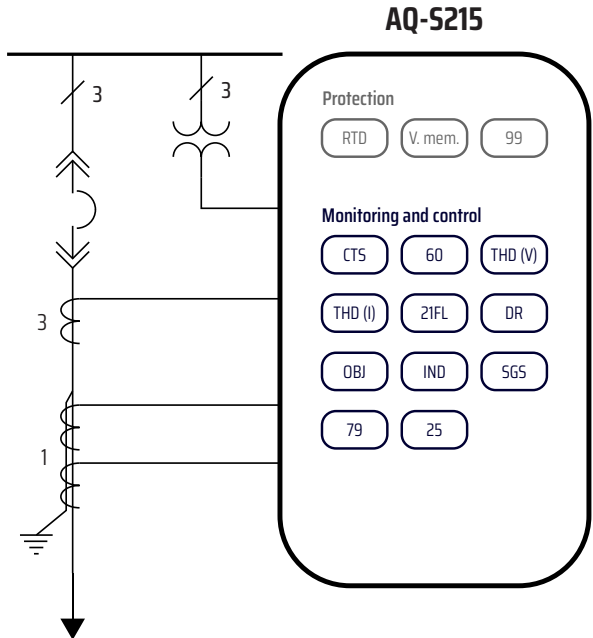 AQ-S215
3
3
Protection
RTD V. mem. 99
Monitoring and control
CTS 60 THD (V)
THD (I) 21FL DR
3
OBJ IND SGS
79 25
1